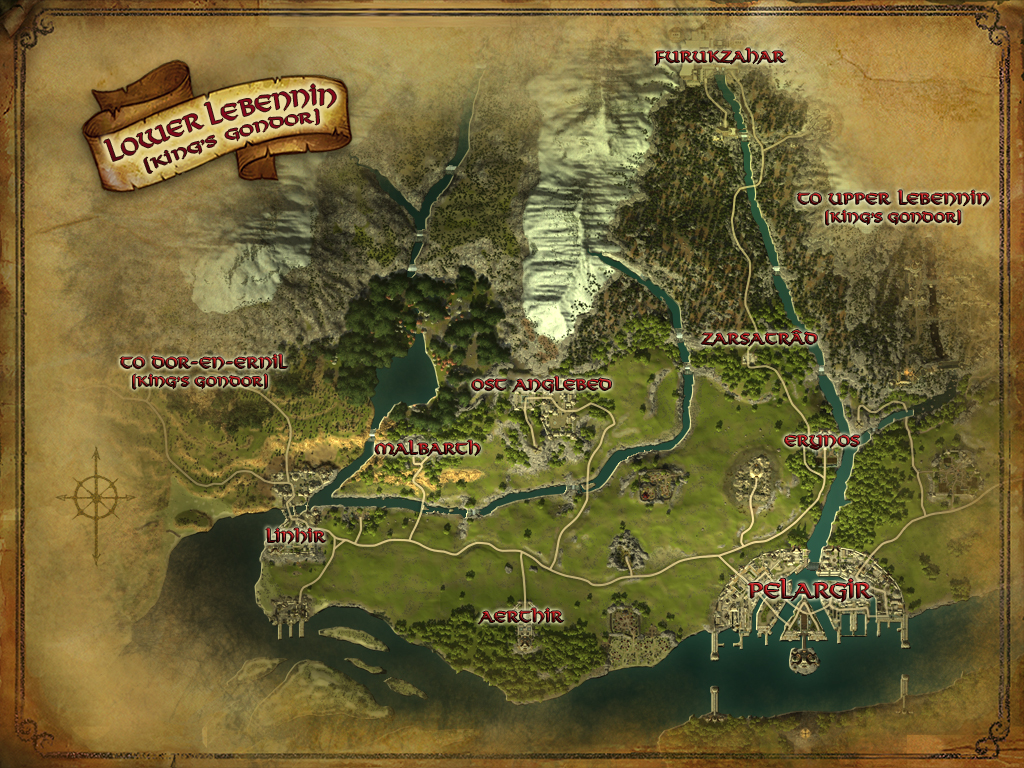 Lower Lebennin
(King's Gondor)
Furukzahar
To Upper Lebennin
(King's Gondor)
Zarsatrâd
To Dor-en-Ernil
(King's Gondor)
Ost Anglebed
Erynos
Malbarth
Linhir
Pelargir
Aerthir